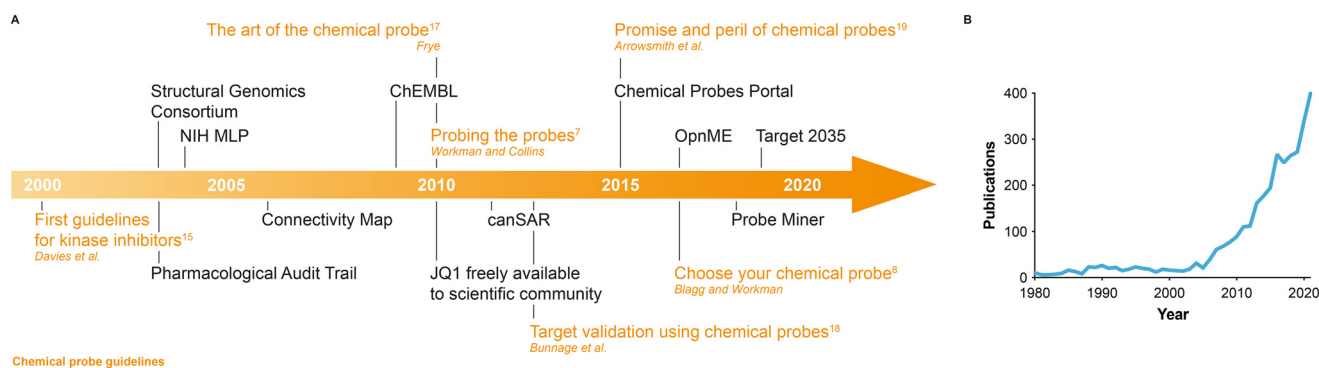 A
The art of the chemical probe17
Frye
Promise and peril of chemical probes19
Arrowsmith et al.
Structural Genomics
Consortium
ChEMBL
Chemical Probes Portal
NIH MLP
Probing the probes7
Workman and Collins
OpnME
Target 2035
2000
2005
2010
2015
2020
First guidelines
for kinase inhibitors15
Davies et al.
Connectivity Map
canSAR
Probe Miner
Pharmacological Audit Trail
JQ1 freely available
to scientific community
Choose your chemical probe8
Blagg and Workman
Target validation using chemical probes18
Bunnage et al.
Chemical probe guidelines
B
Publications
400
300
200
100
0
1980
1990
2000
2010
2020
Year